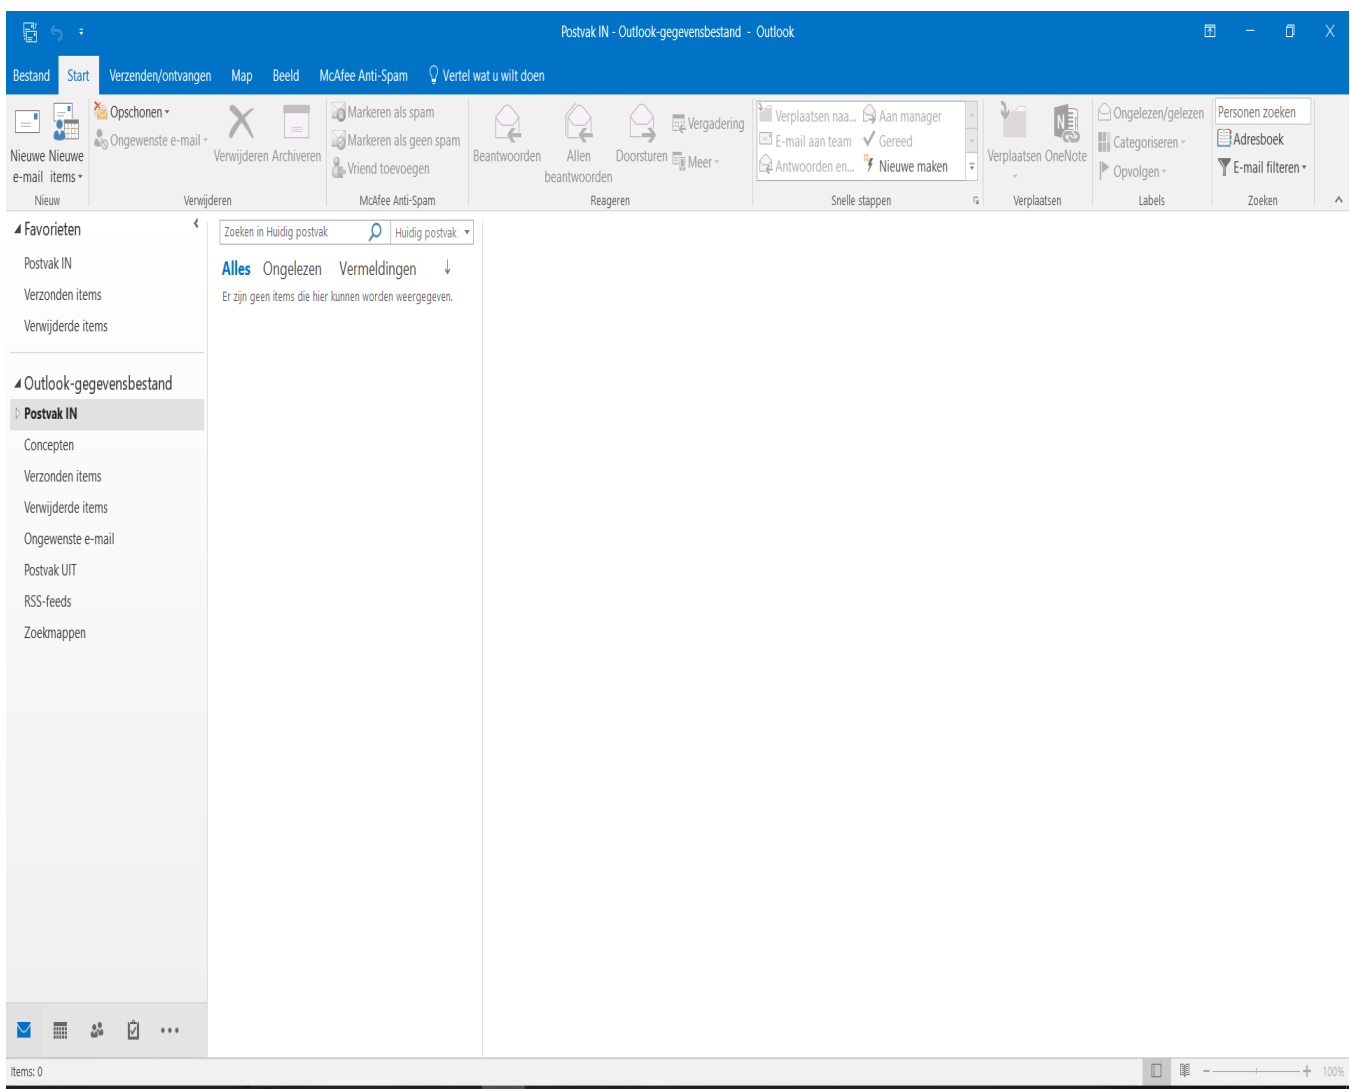 Postvak IN - Outlook-gegevensbestand - Outlook
Bestand Start Verzenden/ontvangen Map Beeld McAfee Anti-Spam Vertel wat u wilt doen
Nieuwe e-mail
Nieuwe items
Nieuw
Opschonen
Ongewenste e-mail
Verwijderen
Archiveren
Verwijderen
Markeren als spam
Markeren als geen spam
Vriend toevoegen
McAfee Anti-Spam
Beantwoorden
Allen beantwoorden
Doorsturen
Vergadering
Meer
Reageren
Verplaatsen naa...
E-mail aan team
Antwoorden en...
Aan manager
Gereed
Nieuwe maken
Snelle stappen
Verplaatsen
OneNote
Verplaatsen
Ongelezen/gelezen
Categoriseren
Opvolgen
Labels
Personen zoeken
Adresboek
E-mail filteren
Zoeken
Favorieten
Postvak IN
Verzonden items
Verwijderde items
Outlook-gegevensbestand
Postvak IN
Concepten
Verzonden items
Verwijderde items
Ongewenste e-mail
Postvak UIT
RSS-feeds
Zoekmappen
Zoeken in Huidig postvak Huidig postvak
Alles Ongelezen Vermeldingen
Er zijn geen items die hier kunnen worden weergegeven.
Items: 0
100%